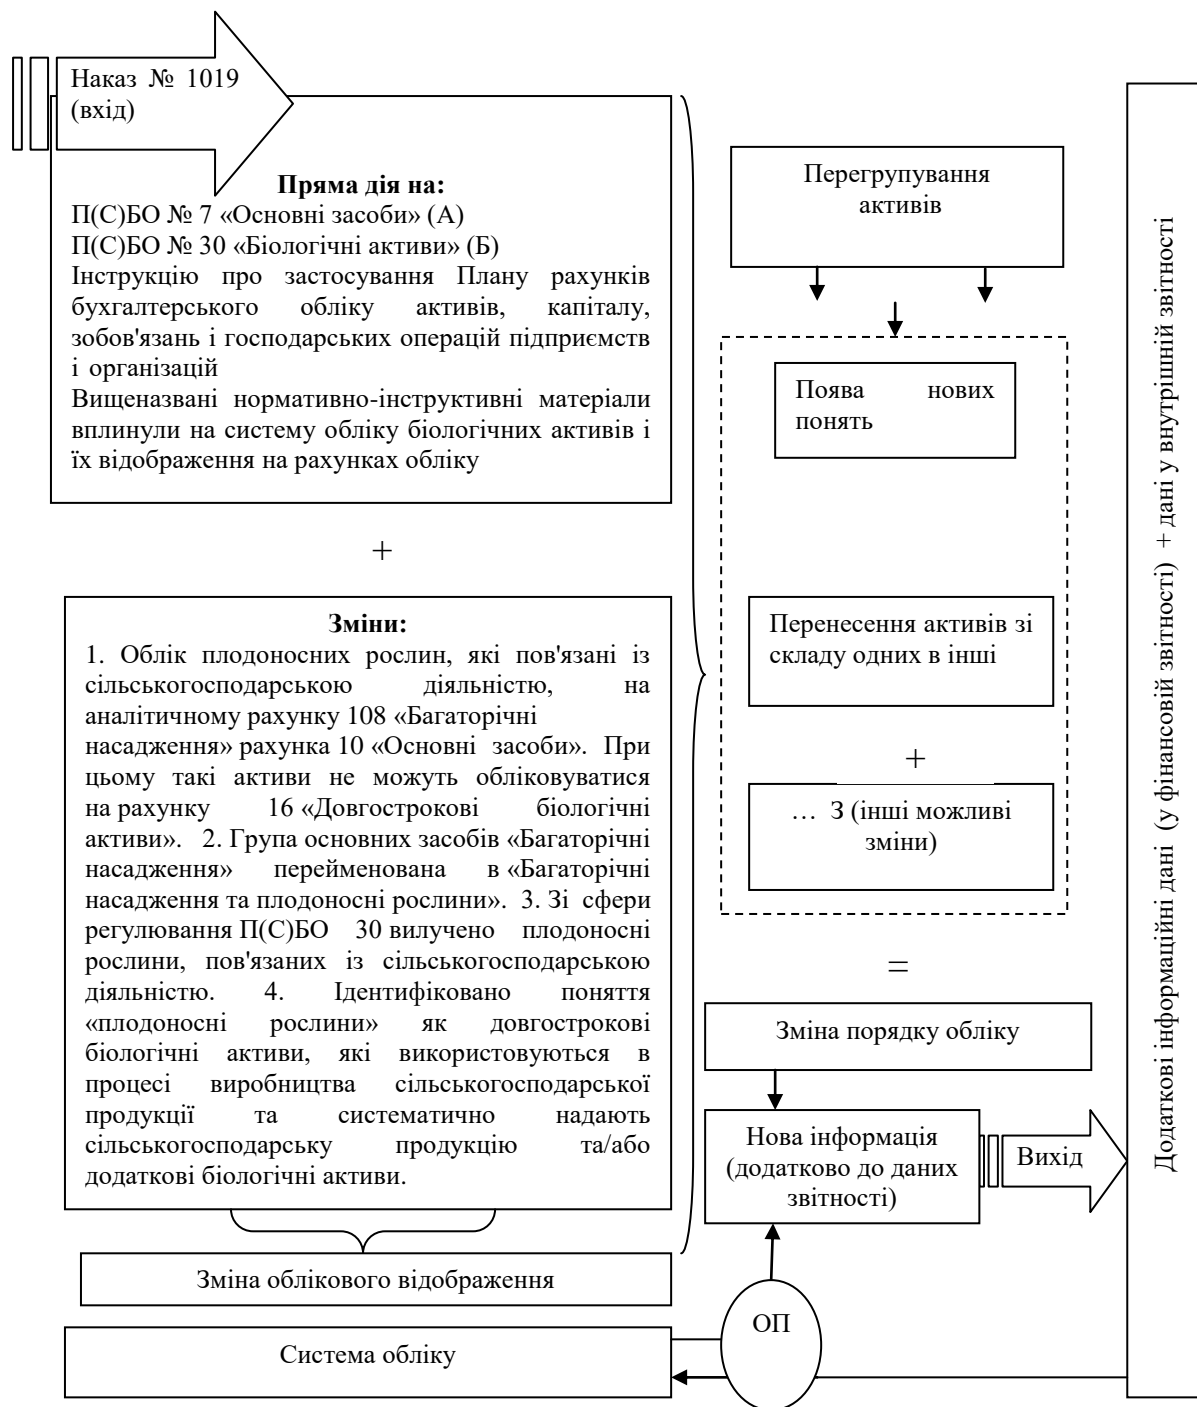 Наказ № 1019
(вхід)
Пряма дія на:
П(С)БО № 7 «Основні засоби» (А)
П(С)БО № 30 «Біологічні активи» (Б)
Інструкцію про застосування Плану рахунків
бухгалтерського обліку активів, капіталу,
зобов'язань і господарських операцій підприємств
і організацій
Вищеназвані нормативно-інструктивні матеріали
вплинули на систему обліку біологічних активів і
їх відображення на рахунках обліку
+
Зміни:
1. Облік плодоносних рослин, які пов'язані із
сільськогосподарською діяльністю, на
аналітичному рахунку 108 «Багаторічні
насадження» рахунка 10 «Основні засоби». При
цьому такі активи не можуть обліковуватися
на рахунку 16 «Довгострокові біологічні
активи». 2. Група основних засобів «Багаторічні
насадження» перейменована в «Багаторічні
насадження та плодоносні рослини». 3. Зі сфери
регулювання П(С)БО 30 вилучено плодоносні
рослини, пов'язаних із сільськогосподарською
діяльністю. 4. Ідентифіковано поняття
«плодоносні рослини» як довгострокові
біологічні активи, які використовуються в
процесі виробництва сільськогосподарської
продукції та систематично надають
сільськогосподарську продукцію та/або
додаткові біологічні активи.
Зміна облікового відображення
Система обліку
Перегрупування
активів
Поява нових
понять
Перенесення активів зі
складу одних в інші
+
… З (інші можливі
зміни)
=
Зміна порядку обліку
Нова інформація
(додатково до даних
звітності)
Вихід
ОП
Додаткові інформаційні дані (у фінансовій звітності) + дані у внутрішній звітності